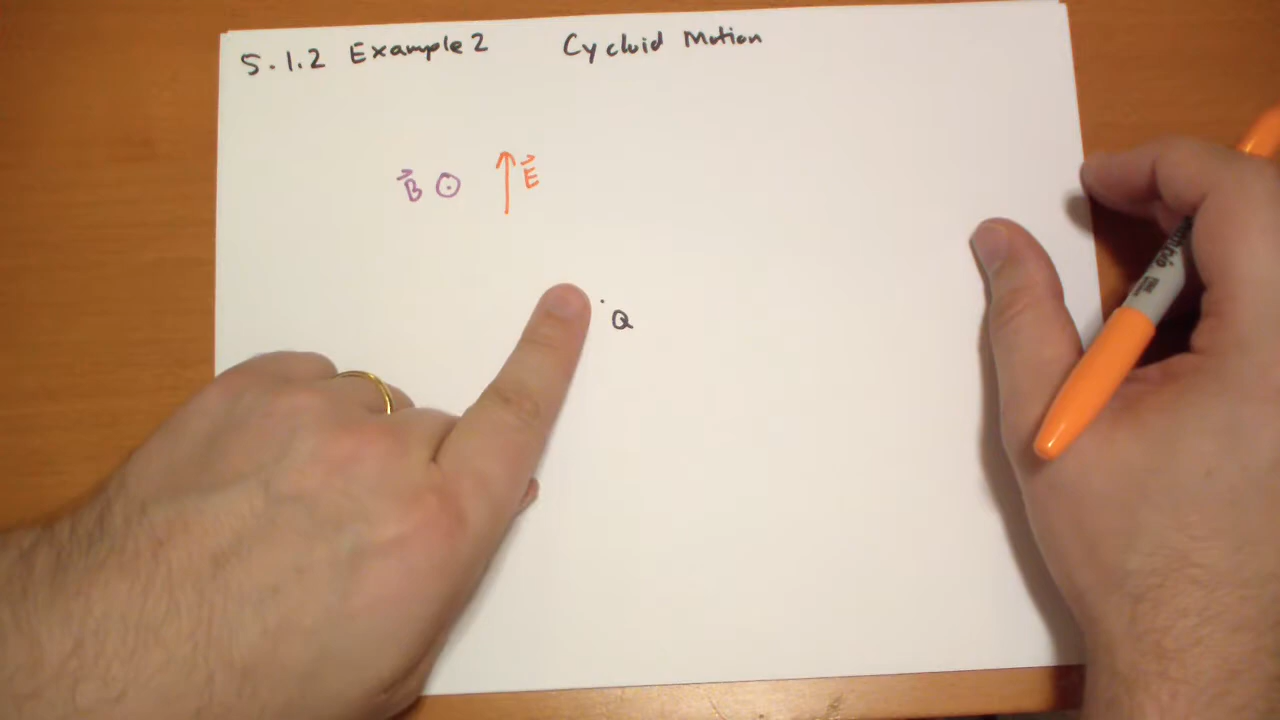 5.1.2 Example 2 Cycloid Motion
B⃗ ⊙ ↑ E⃗
Q